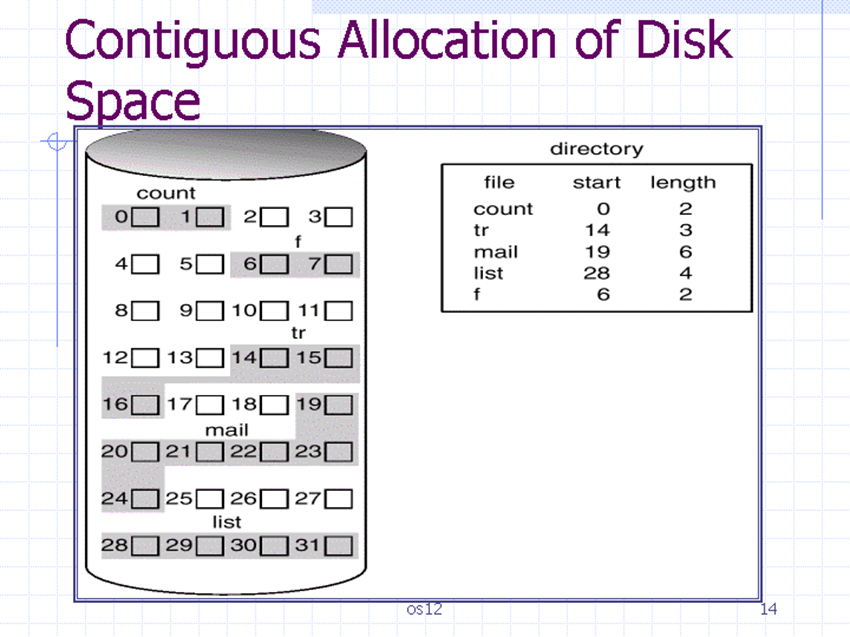 Contiguous Allocation of Disk
Space
directory
file start length
count 0 2
tr 14 3
mail 19 6
list 28 4
f 6 2
count
0 1 2 3
f
4 5 6 7
8 9 10 11
tr
12 13 14 15
16 17 18 19
mail
20 21 22 23
24 25 26 27
list
28 29 30 31
os12
14